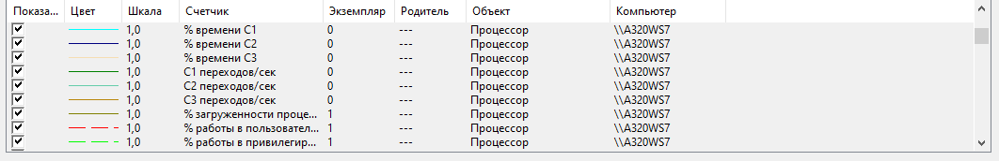 Показа... Цвет Шкала Счетчик Экземпляр Родитель Объект Компьютер
1,0 % времени C1 0 --- Процессор \\A320WS7
1,0 % времени C2 0 --- Процессор \\A320WS7
1,0 % времени C3 0 --- Процессор \\A320WS7
1,0 C1 переходов/сек 0 --- Процессор \\A320WS7
1,0 C2 переходов/сек 0 --- Процессор \\A320WS7
1,0 C3 переходов/сек 0 --- Процессор \\A320WS7
1,0 % загруженности проце... 1 --- Процессор \\A320WS7
1,0 % работы в пользовател... 1 --- Процессор \\A320WS7
1,0 % работы в привилегир... 1 --- Процессор \\A320WS7